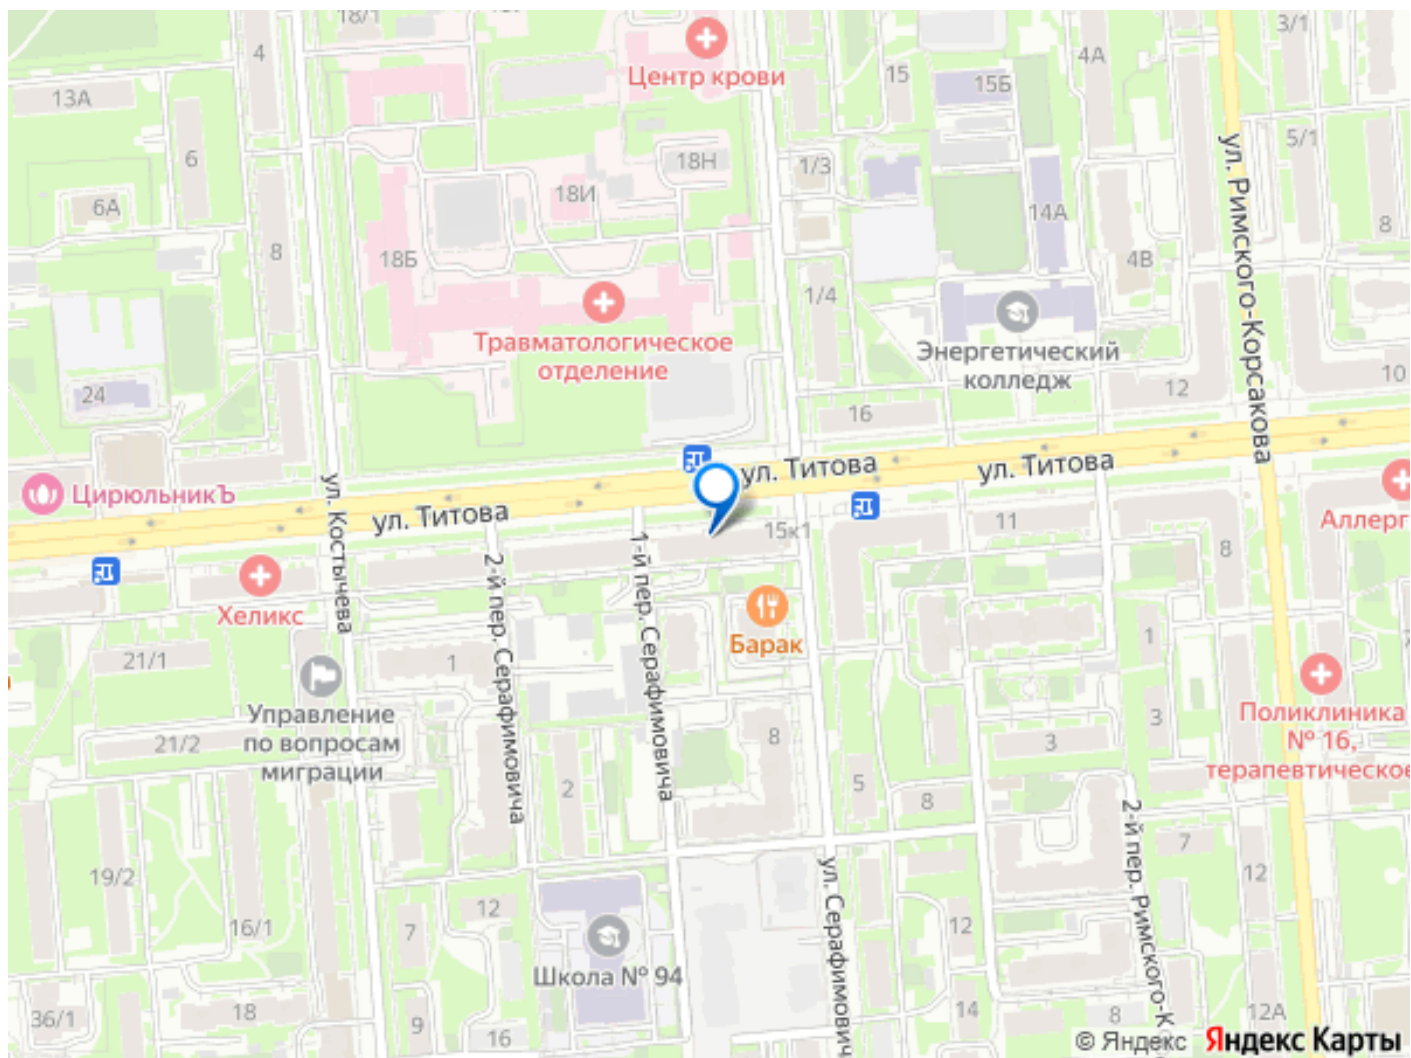 18/1
4
Центр крови
15
15Б
4А
3/1
13А
6
18Н
1/3
5/1
ул. Римского-Корсакова
6А
18И
14А
8
8
18Б
4В
1/4
Травматологическое
отделение
Энергетический
колледж
24
16
12
10
ЦирюльникЪ
ул. Костычева
ул. Титова
ул. Титова
ул. Титова
15к1
11
Аллерг
8
Хеликс
2-й пер. Серафимовича
1-й пер. Серафимовича
Барак
21/1
1
1
Управление
по вопросам
миграции
21/2
8
3
3
Поликлиника
№ 16,
терапевтическое
2
5
8
2-й пер. Римского-К
7
19/2
12
ул. Серафимович
12
16/1
7
12
Школа № 94
36/1
18
9
16
14
8
12А
© Яндекс Яндекс Карты